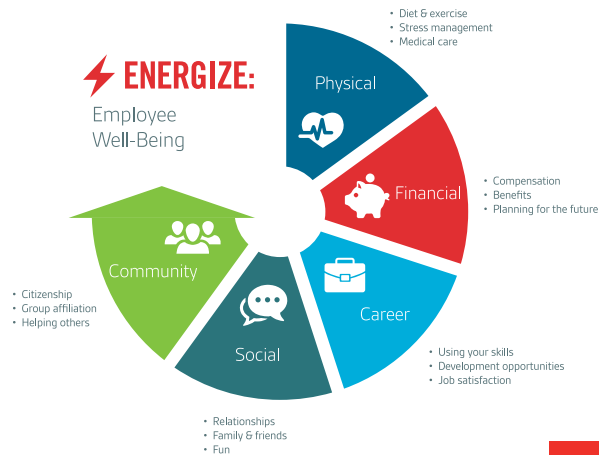 ENERGIZE:
Employee
Well-Being
Physical
• Diet & exercise
• Stress management
• Medical care
Financial
• Compensation
• Benefits
• Planning for the future
Career
• Using your skills
• Development opportunities
• Job satisfaction
Social
• Relationships
• Family & friends
• Fun
Community
• Citizenship
• Group affiliation
• Helping others